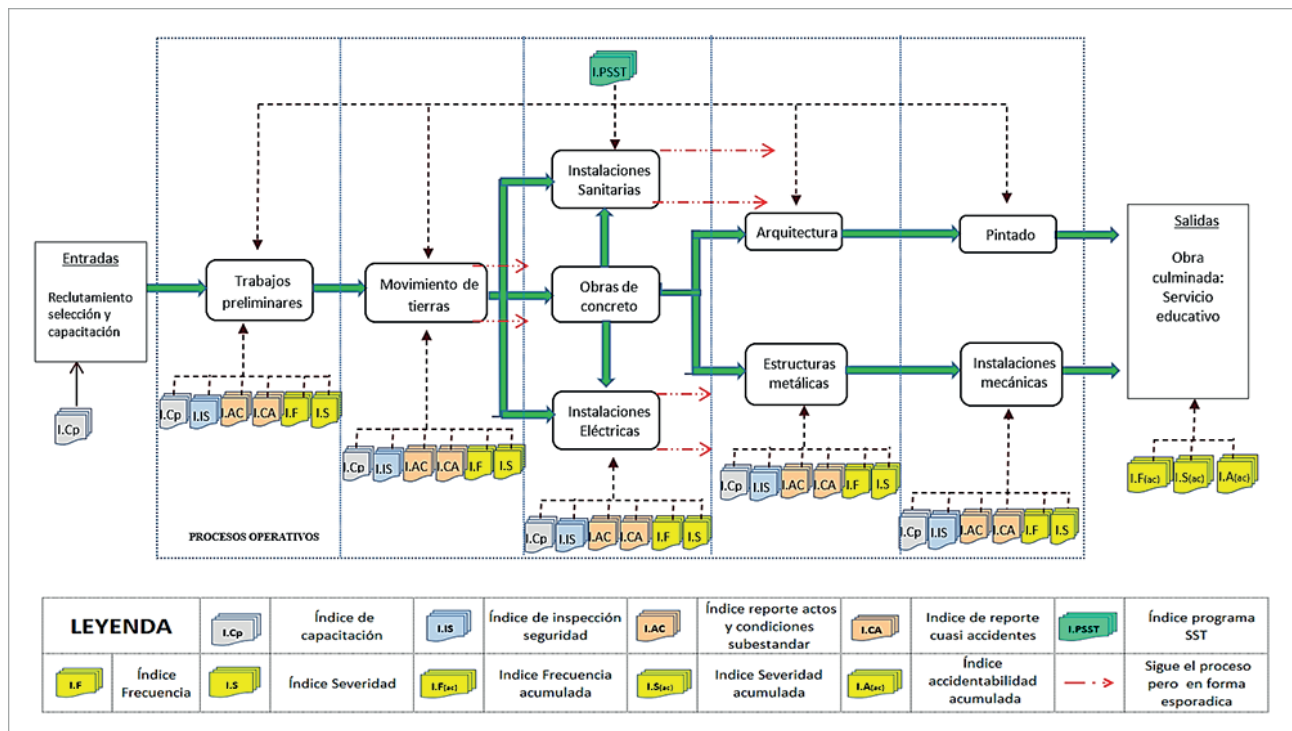 I.PSST
Instalaciones
Sanitarias
Entradas
Reclutamiento
selección y
capacitación
I.Cp
Trabajos
preliminares
Movimiento de
tierras
Obras de
concreto
Instalaciones
Eléctricas
Arquitectura
Pintado
Estructuras
metálicas
Instalaciones
mecánicas
Salidas
Obra
culminada:
Servicio
educativo
I.Cp I.IS I.AC I.CA I.F I.S
I.Cp I.IS I.AC I.CA I.F I.S
I.Cp I.IS I.AC I.CA I.F I.S
I.Cp I.IS I.AC I.CA I.F I.S
I.Cp I.IS I.AC I.CA I.F I.S
I.F(ac) I.S(ac) I.A(ac)
PROCESOS OPERATIVOS
LEYENDA
I.Cp
Índice de
capacitación
I.IS
Índice de inspección
seguridad
I.AC
Índice reporte actos
y condiciones
subestandar
I.CA
Indice de reporte
cuasi accidentes
I.PSST
Índice programa
SST
I.F
Índice
Frecuencia
I.S
Índice Severidad
I.F(ac)
Indice Frecuencia
acumulada
I.S(ac)
Indice Severidad
acumulada
I.A(ac)
Índice
accidentabilidad
acumulada
Sigue el proceso
pero en forma
esporadica